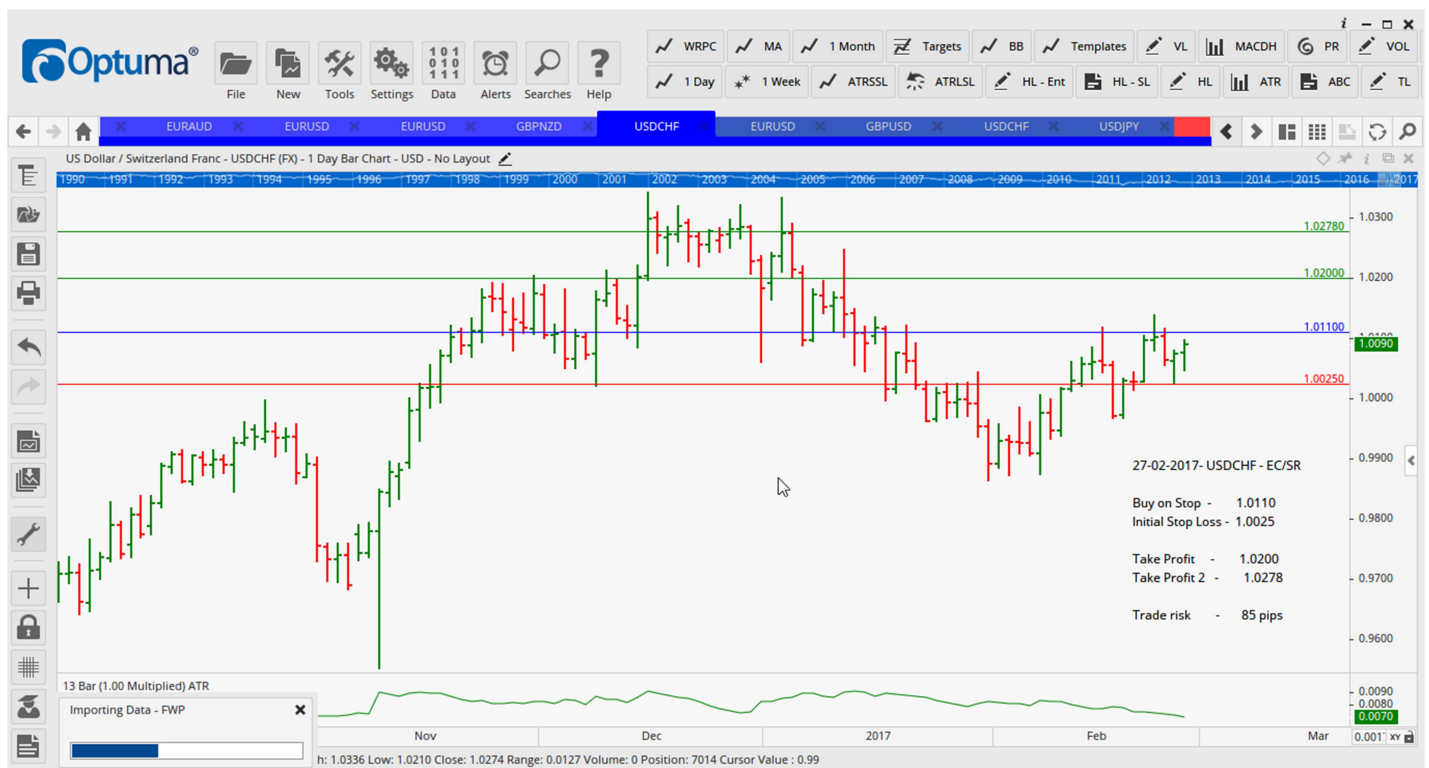 i
Optuma®
File New Tools Settings Data Alerts Searches Help
101
010
111
WRPC MA 1 Month Targets BB Templates VL MACDH PR VOL
1 Day 1 Week ATRSSL ATRLSL HL - Ent HL - SL HL ATR ABC TL
EURAUD EURUSD EURUSD GBPNZD USDCHF EURUSD GBPUSD USDCHF USDJPY
US Dollar / Switzerland Franc - USDCHF (FX) - 1 Day Bar Chart - USD - No Layout
1990 1991 1992 1993 1994 1995 1996 1997 1998 1999 2000 2001 2002 2003 2004 2005 2006 2007 2008 2009 2010 2011 2012 2013 2014 2015 2016 2017
1.0300
1.02780
1.02000 1.0200
1.01100 1.0100
1.0090
1.00250
1.0000
0.9900
27-02-2017- USDCHF - EC/SR
Buy on Stop - 1.0110
Initial Stop Loss - 1.0025
0.9800
Take Profit - 1.0200
Take Profit 2 - 1.0278
0.9700
Trade risk - 85 pips
0.9600
13 Bar (1.00 Multiplied) ATR
0.0090
0.0080
0.0070
Importing Data - FWP
Nov Dec 2017 Feb Mar
XY
h: 1.0336 Low: 1.0210 Close: 1.0274 Range: 0.0127 Volume: 0 Position: 7014 Cursor Value : 0.99